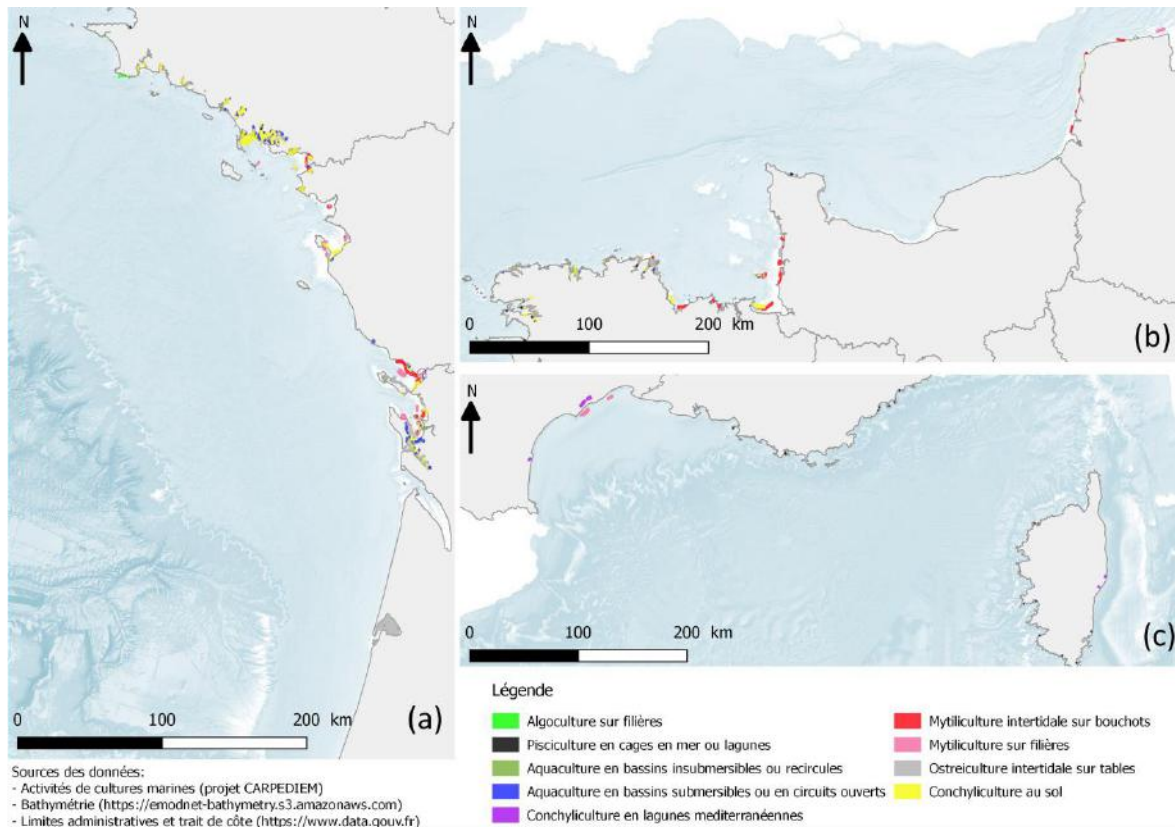 N
0 100 200 km
(a)
Sources des données:
- Activités de cultures marines (projet CARPEDIEM)
- Bathymétrie (https://emodnet-bathymetry.s3.amazonaws.com)
- Limites administratives et trait de côte (https://www.data.gouv.fr)
N
0 100 200 km
(b)
N
0 100 200 km
(c)
Légende
Algoculture sur filières
Pisciculture en cages en mer ou lagunes
Aquaculture en bassins insubmersibles ou recircules
Aquaculture en bassins submersibles ou en circuits ouverts
Conchyliculture en lagunes mediterranéennes
Mytiliculture intertidale sur bouchots
Mytiliculture sur filières
Ostreiculture intertidale sur tables
Conchyliculture au sol